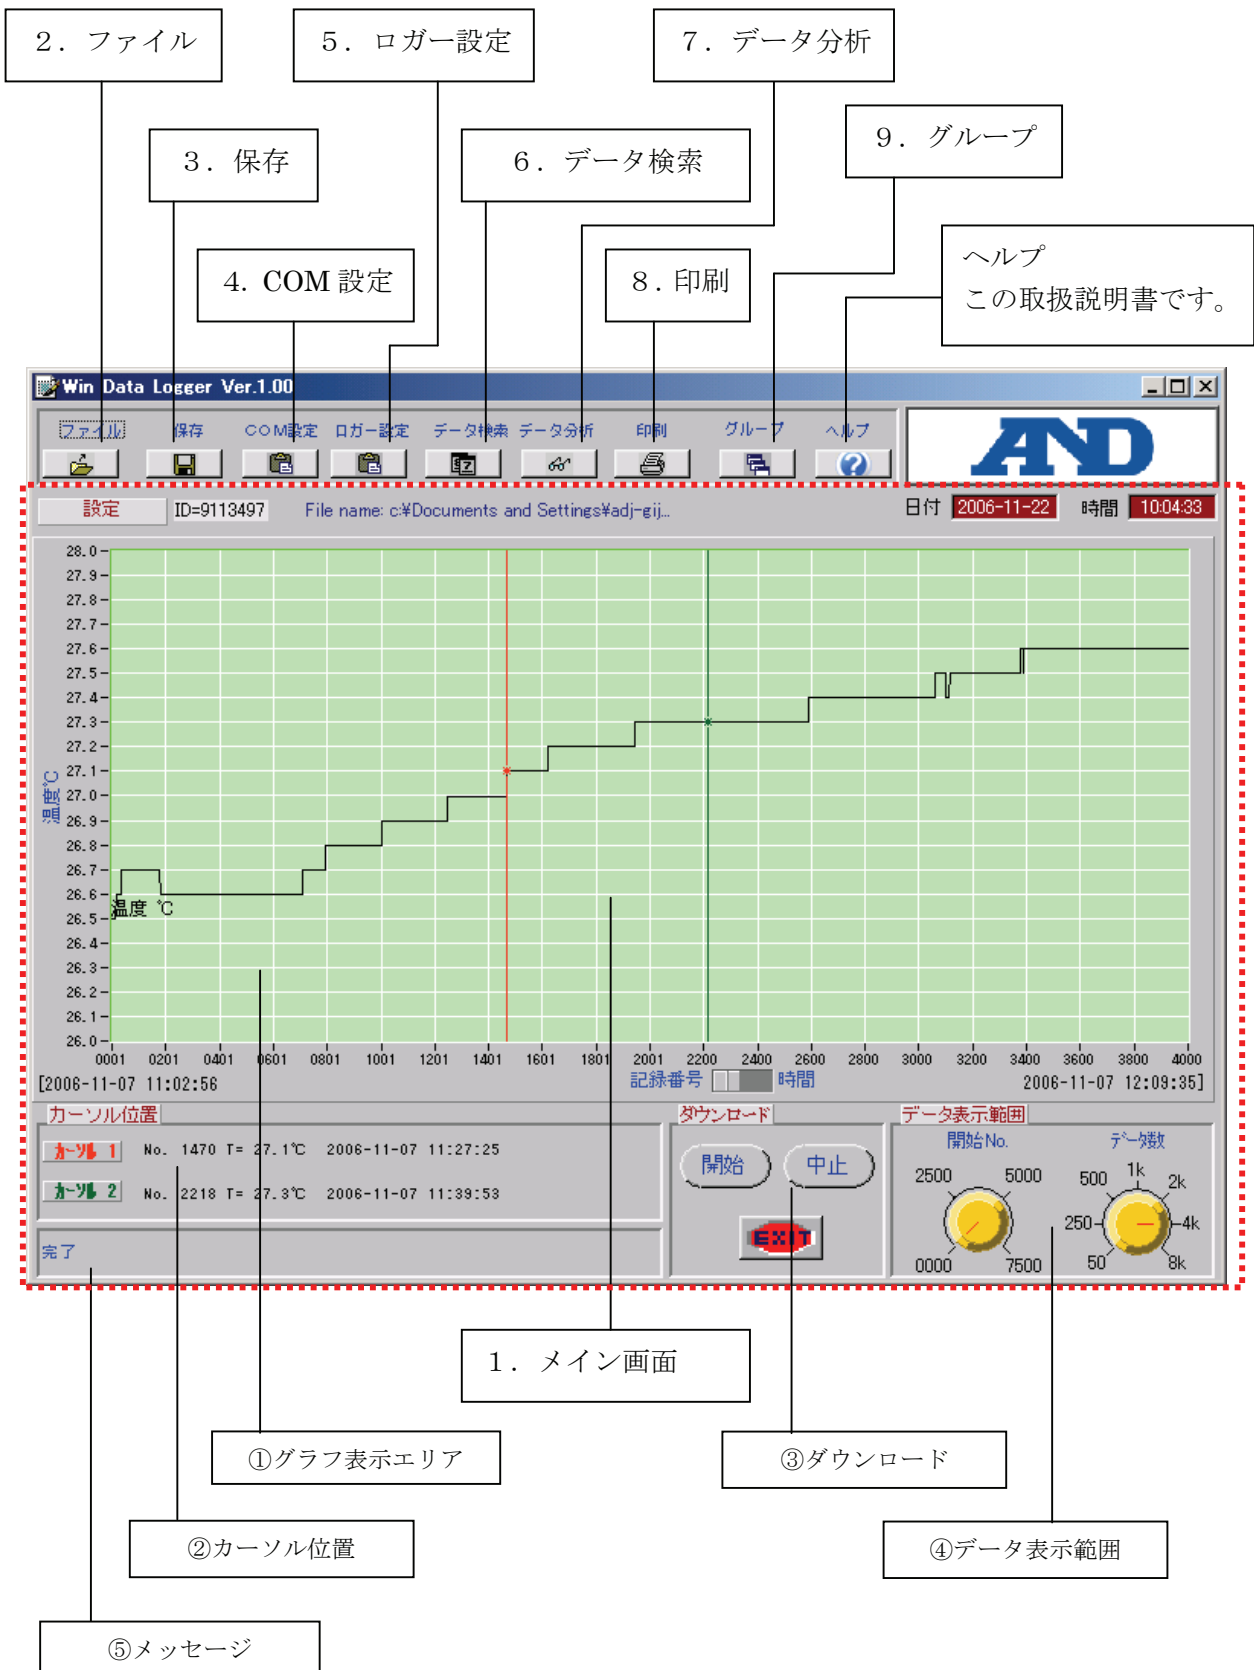 2．ファイル
5．ロガー設定
7．データ分析
3．保存
6．データ検索
9．グループ
4. COM 設定
8．印刷
ヘルプ
この取扱説明書です。
Win Data Logger Ver.1.00
ファイル 保存 COM設定 ロガー設定 データ検索 データ分析 印刷 グループ ヘルプ
AND
設定 ID=9113497 File name: c:¥Documents and Settings¥adj-gij... 日付 2006-11-22 時間 10:04:33
28.0
27.9
27.8
27.7
27.6
27.5
27.4
27.3
27.2
27.1
27.0
26.9
26.8
26.7
26.6
26.5
26.4
26.3
26.2
26.1
26.0
温度℃
温度 ℃
0001 0201 0401 0601 0801 1001 1201 1401 1601 1801 2001 2200 2400 2600 2800 3000 3200 3400 3600 3800 4000
[2006-11-07 11:02:56 記録番号 時間 2006-11-07 12:09:35]
カーソル位置
カーソル 1 No. 1470 T= 27.1℃ 2006-11-07 11:27:25
カーソル 2 No. 2218 T= 27.3℃ 2006-11-07 11:39:53
完了
ダウンロード
開始 中止
EXIT
データ表示範囲
開始No. データ数
2500 5000
0000 7500
500 1k 2k
250 4k
50 8k
1．メイン画面
①グラフ表示エリア
③ダウンロード
②カーソル位置
④データ表示範囲
⑤メッセージ